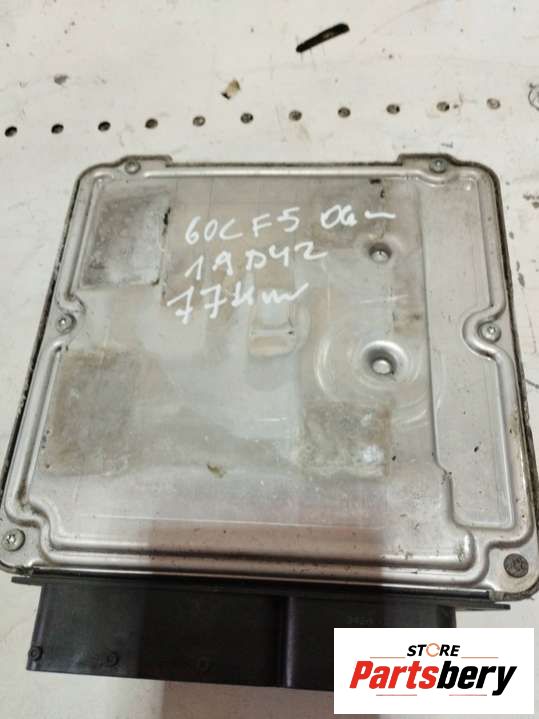 60CF5 06
1.9 D42
77kw
STORE
Partsbery